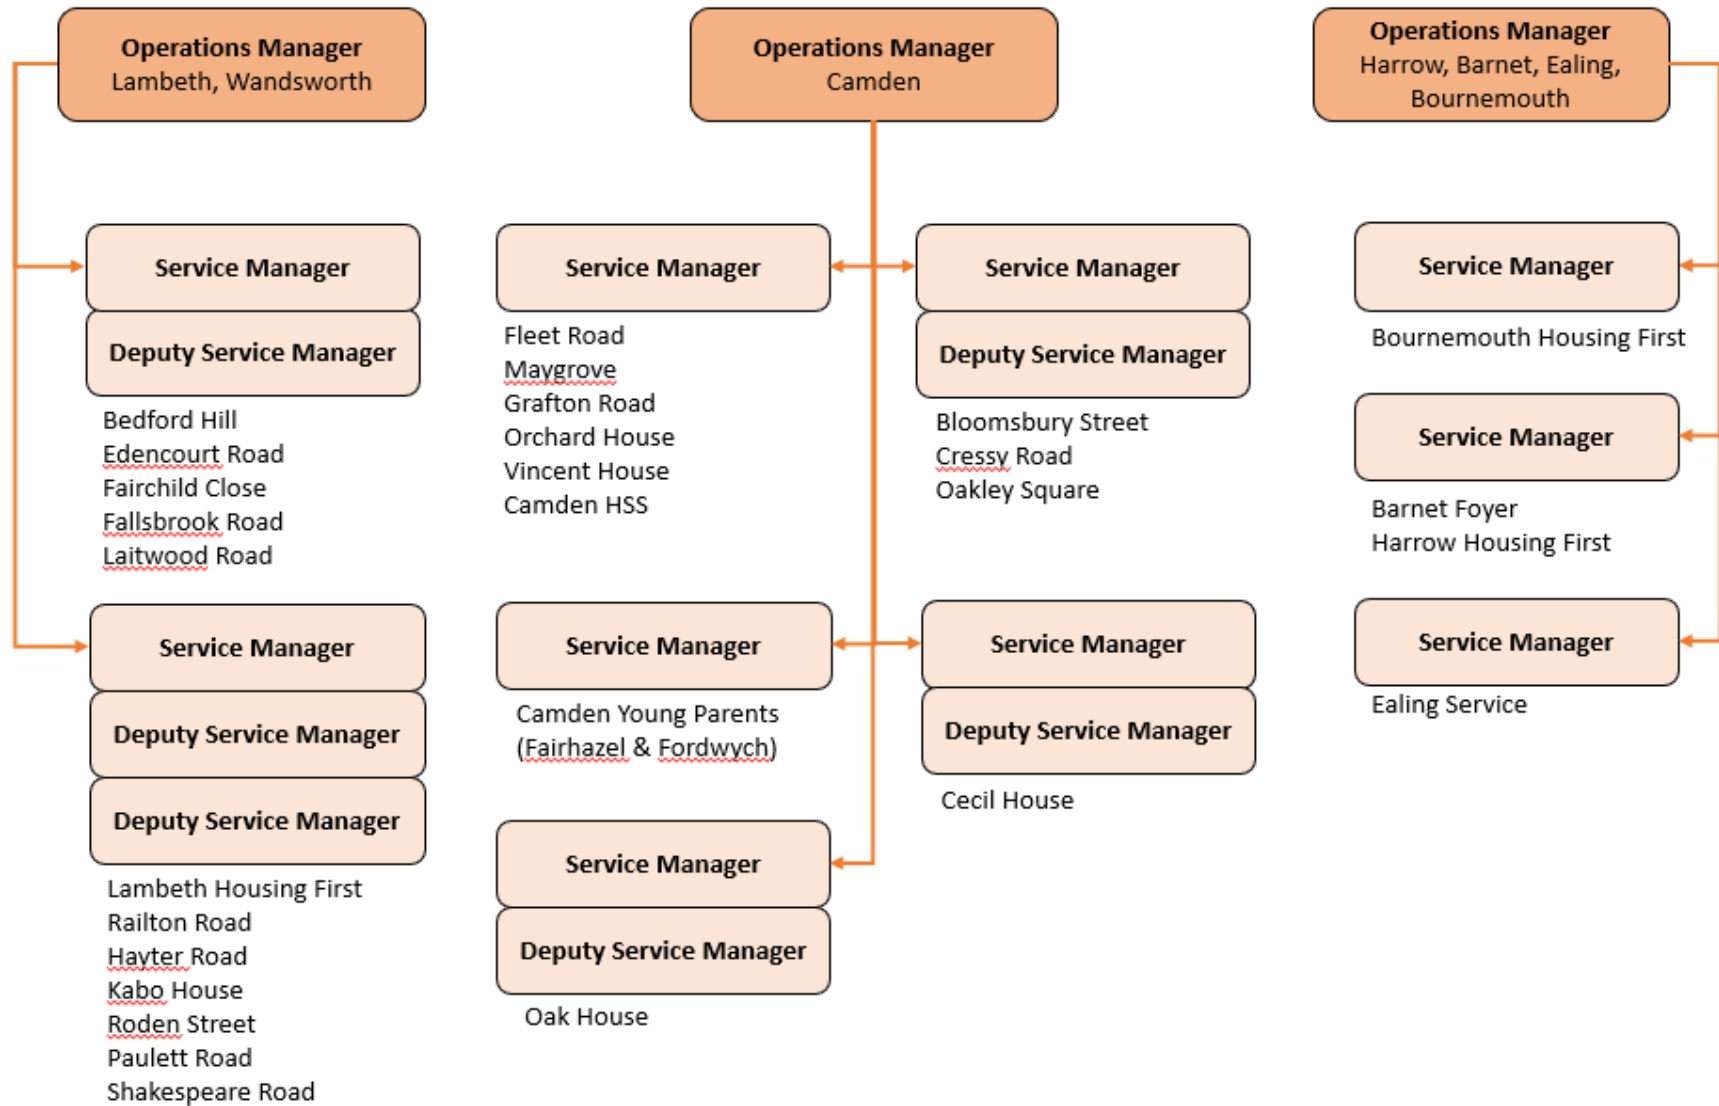 Operations Manager
Lambeth, Wandsworth
Service Manager
Deputy Service Manager
Bedford Hill
Edencourt Road
Fairchild Close
Fallsbrook Road
Laitwood Road
Service Manager
Deputy Service Manager
Deputy Service Manager
Lambeth Housing First
Railton Road
Hayter Road
Kabo House
Roden Street
Paulett Road
Shakespeare Road
Operations Manager
Camden
Service Manager
Fleet Road
Maygrove
Grafton Road
Orchard House
Vincent House
Camden HSS
Service Manager
Deputy Service Manager
Bloomsbury Street
Cressy Road
Oakley Square
Service Manager
Camden Young Parents
(Fairhazel & Fordwych)
Service Manager
Deputy Service Manager
Cecil House
Service Manager
Deputy Service Manager
Oak House
Operations Manager
Harrow, Barnet, Ealing,
Bournemouth
Service Manager
Bournemouth Housing First
Service Manager
Barnet Foyer
Harrow Housing First
Service Manager
Ealing Service